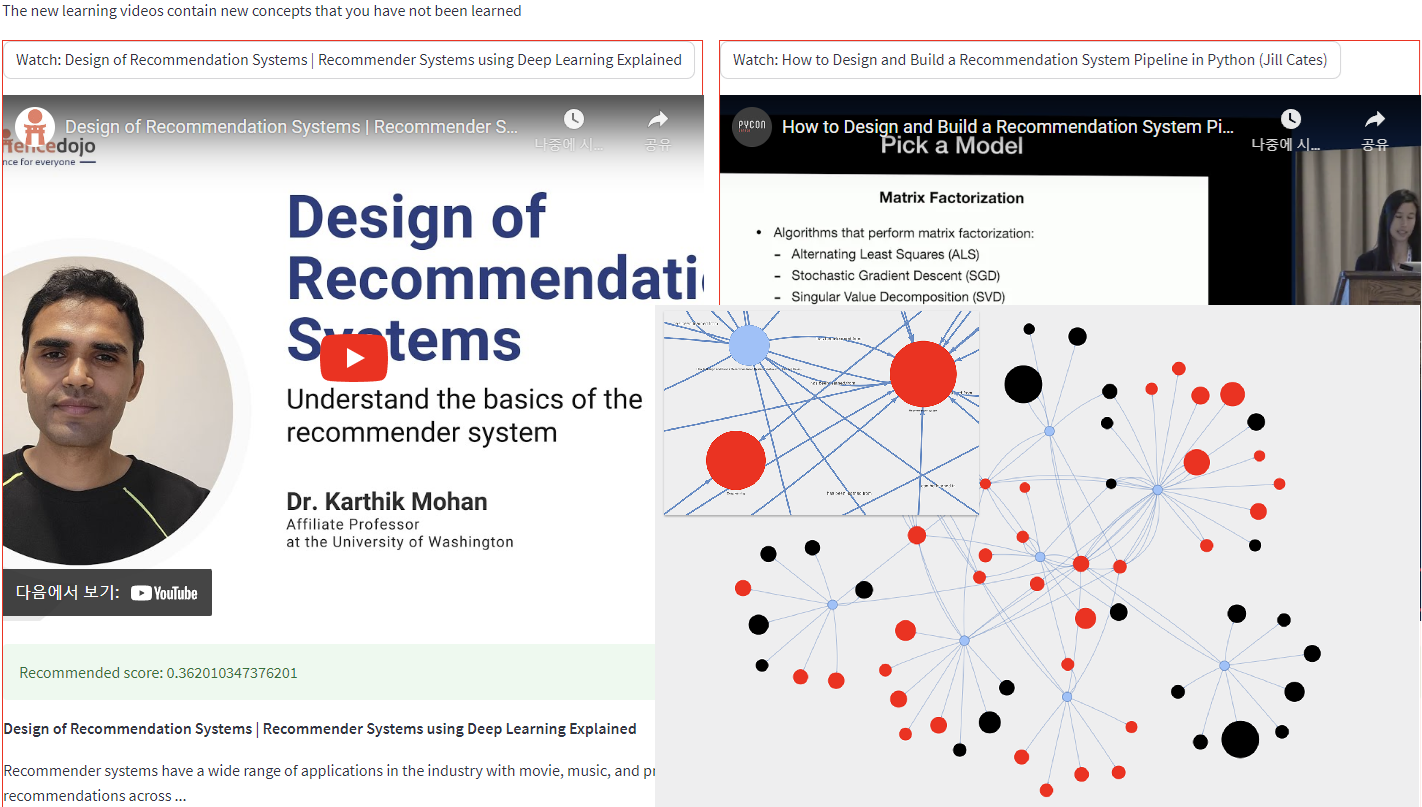 The new learning videos contain new concepts that you have not been learned
Watch: Design of Recommendation Systems | Recommender Systems using Deep Learning Explained
Design of Recommendation Systems | Recommender S...
나중에 시...
공유
dojo
nce for everyone
Design of
Recommendati
Systems
Understand the basics of the
recommender system
Dr. Karthik Mohan
Affiliate Professor
at the University of Washington
다음에서 보기: YouTube
Recommended score: 0.362010347376201
Design of Recommendation Systems | Recommender Systems using Deep Learning Explained
Recommender systems have a wide range of applications in the industry with movie, music, and pr
recommendations across ...
Watch: How to Design and Build a Recommendation System Pipeline in Python (Jill Cates)
PYCON
How to Design and Build a Recommendation System Pi...
나중에 시...
공유
Pick a Model
Matrix Factorization
• Algorithms that perform matrix factorization:
– Alternating Least Squares (ALS)
– Stochastic Gradient Descent (SGD)
– Singular Value Decomposition (SVD)